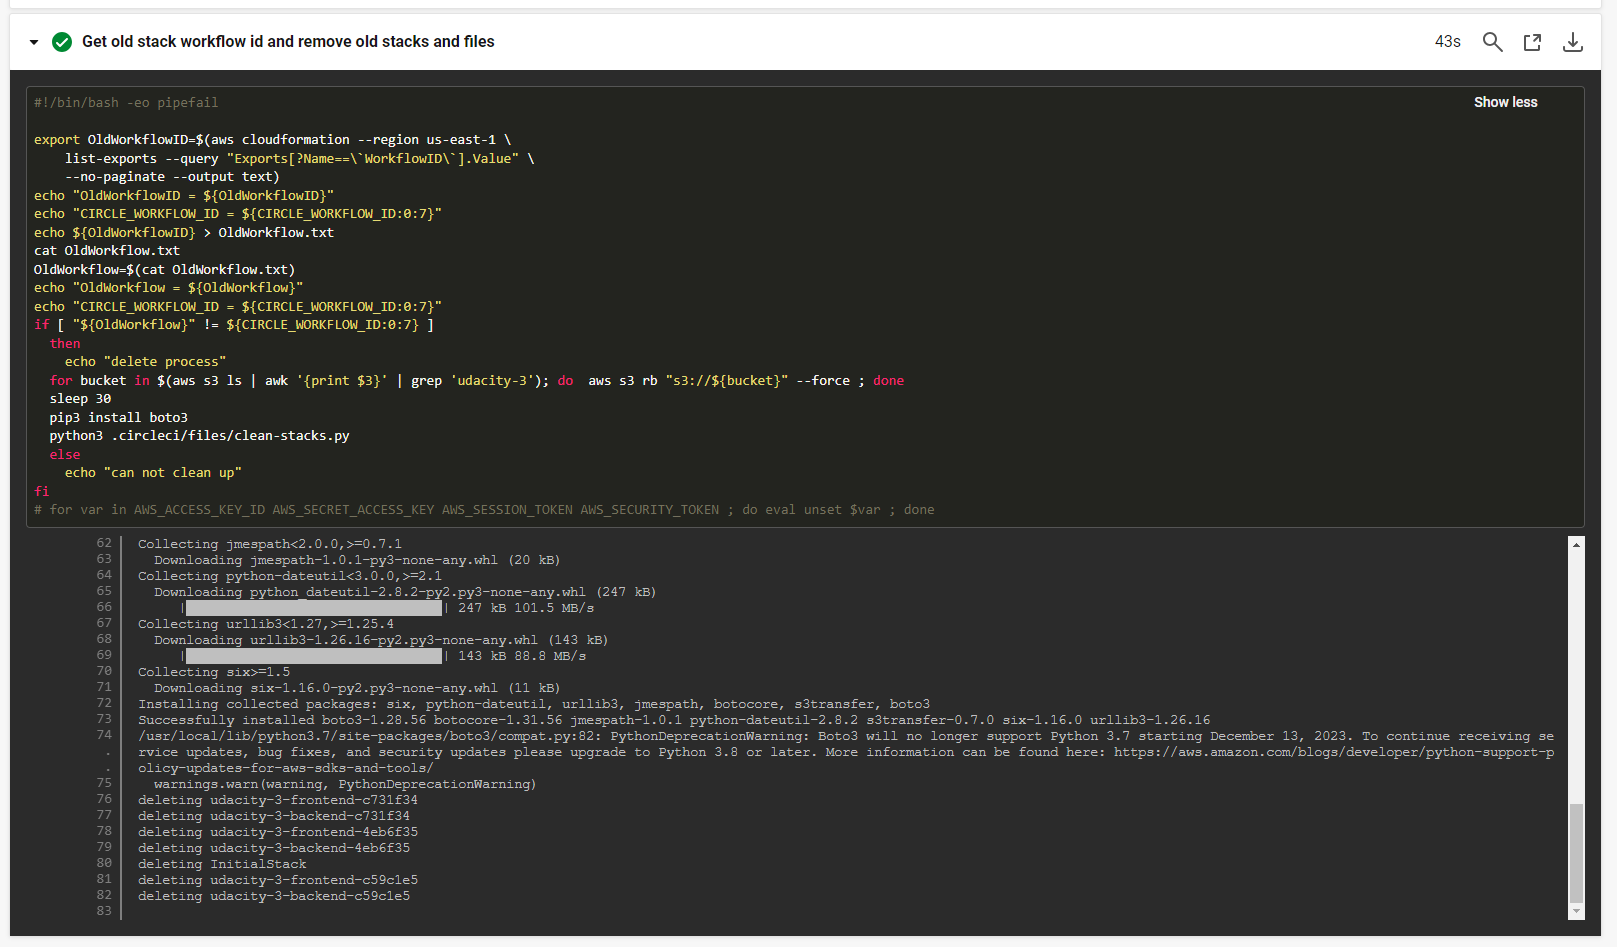 Get old stack workflow id and remove old stacks and files
43s
#!/bin/bash -eo pipefail
Show less
export OldWorkflowID=$(aws cloudformation --region us-east-1 \
    list-exports --query "Exports[?Name==\`WorkflowID\`].Value" \
    --no-paginate --output text)
echo "OldWorkflowID = ${OldWorkflowID}"
echo "CIRCLE_WORKFLOW_ID = ${CIRCLE_WORKFLOW_ID:0:7}"
echo ${OldWorkflowID} > OldWorkflow.txt
cat OldWorkflow.txt
OldWorkflow=$(cat OldWorkflow.txt)
echo "OldWorkflow = ${OldWorkflow}"
echo "CIRCLE_WORKFLOW_ID = ${CIRCLE_WORKFLOW_ID:0:7}"
if [ "${OldWorkflow}" != ${CIRCLE_WORKFLOW_ID:0:7} ]
  then
    echo "delete process"
  for bucket in $(aws s3 ls | awk '{print $3}' | grep 'udacity-3'); do  aws s3 rb "s3://${bucket}" --force ; done
  sleep 30
  pip3 install boto3
  python3 .circleci/files/clean-stacks.py
  else
    echo "can not clean up"
fi
# for var in AWS_ACCESS_KEY_ID AWS_SECRET_ACCESS_KEY AWS_SESSION_TOKEN AWS_SECURITY_TOKEN ; do eval unset $var ; done
62 Collecting jmespath<2.0.0,>=0.7.1
63   Downloading jmespath-1.0.1-py3-none-any.whl (20 kB)
64 Collecting python-dateutil<3.0.0,>=2.1
65   Downloading python_dateutil-2.8.2-py2.py3-none-any.whl (247 kB)
66 | | 247 kB 101.5 MB/s
67 Collecting urllib3<1.27,>=1.25.4
68   Downloading urllib3-1.26.16-py2.py3-none-any.whl (143 kB)
69 | | 143 kB 88.8 MB/s
70 Collecting six>=1.5
71   Downloading six-1.16.0-py2.py3-none-any.whl (11 kB)
72 Installing collected packages: six, python-dateutil, urllib3, jmespath, botocore, s3transfer, boto3
73 Successfully installed boto3-1.28.56 botocore-1.31.56 jmespath-1.0.1 python-dateutil-2.8.2 s3transfer-0.7.0 six-1.16.0 urllib3-1.26.16
74 /usr/local/lib/python3.7/site-packages/boto3/compat.py:82: PythonDeprecationWarning: Boto3 will no longer support Python 3.7 starting December 13, 2023. To continue receiving se
. rvice updates, bug fixes, and security updates please upgrade to Python 3.8 or later. More information can be found here: https://aws.amazon.com/blogs/developer/python-support-p
. olicy-updates-for-aws-sdks-and-tools/
75   warnings.warn(warning, PythonDeprecationWarning)
76 deleting udacity-3-frontend-c731f34
77 deleting udacity-3-backend-c731f34
78 deleting udacity-3-frontend-4eb6f35
79 deleting udacity-3-backend-4eb6f35
80 deleting InitialStack
81 deleting udacity-3-frontend-c59c1e5
82 deleting udacity-3-backend-c59c1e5
83